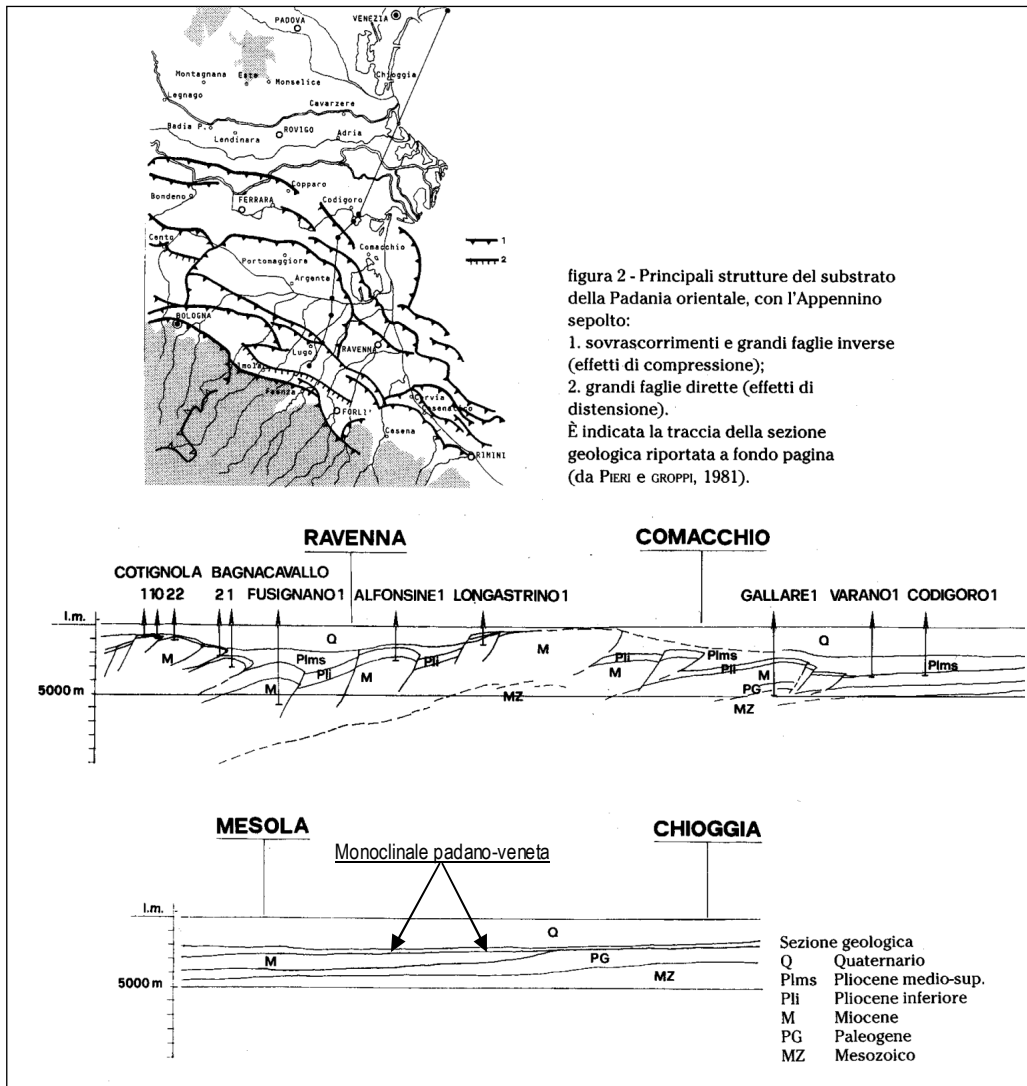 PADOVA
VENEZIA
Chioggia
Montagnana Este Monselice
Legnago
Cavarzere
Badia P.
Lendinara
ROVIGO
Adria
Copparo
Bondeno
FERRARA
Codigoro
Cento
Comacchio
Portomaggiore
Argenta
BOLOGNA
Lugo
RAVENNA
Imola
Faenza
FORLI'
Cervia
Cesenatico
Cesena
RIMINI
1
2
figura 2 - Principali strutture del substrato
della Padania orientale, con l'Appennino
sepolto:
1. sovrascorrimenti e grandi faglie inverse
(effetti di compressione);
2. grandi faglie dirette (effetti di
distensione).
È indicata la traccia della sezione
geologica riportata a fondo pagina
(da PIERI e GROPPI, 1981).
RAVENNA COMACCHIO
COTIGNOLA BAGNACAVALLO
1 10 22 2 1 FUSIGNANO 1 ALFONSINE 1 LONGASTRINO 1 GALLARE 1 VARANO 1 CODIGORO 1
l.m.
Q Q
M Plms Pli M Pli M Pli Plms Pli M Plms
M M PG
5000 m
MZ MZ
MESOLA CHIOGGIA
Monoclinale padano-veneta
l.m.
Q
M PG
MZ
5000 m
Sezione geologica
Q Quaternario
Plms Pliocene medio-sup.
Pli Pliocene inferiore
M Miocene
PG Paleogene
MZ Mesozoico